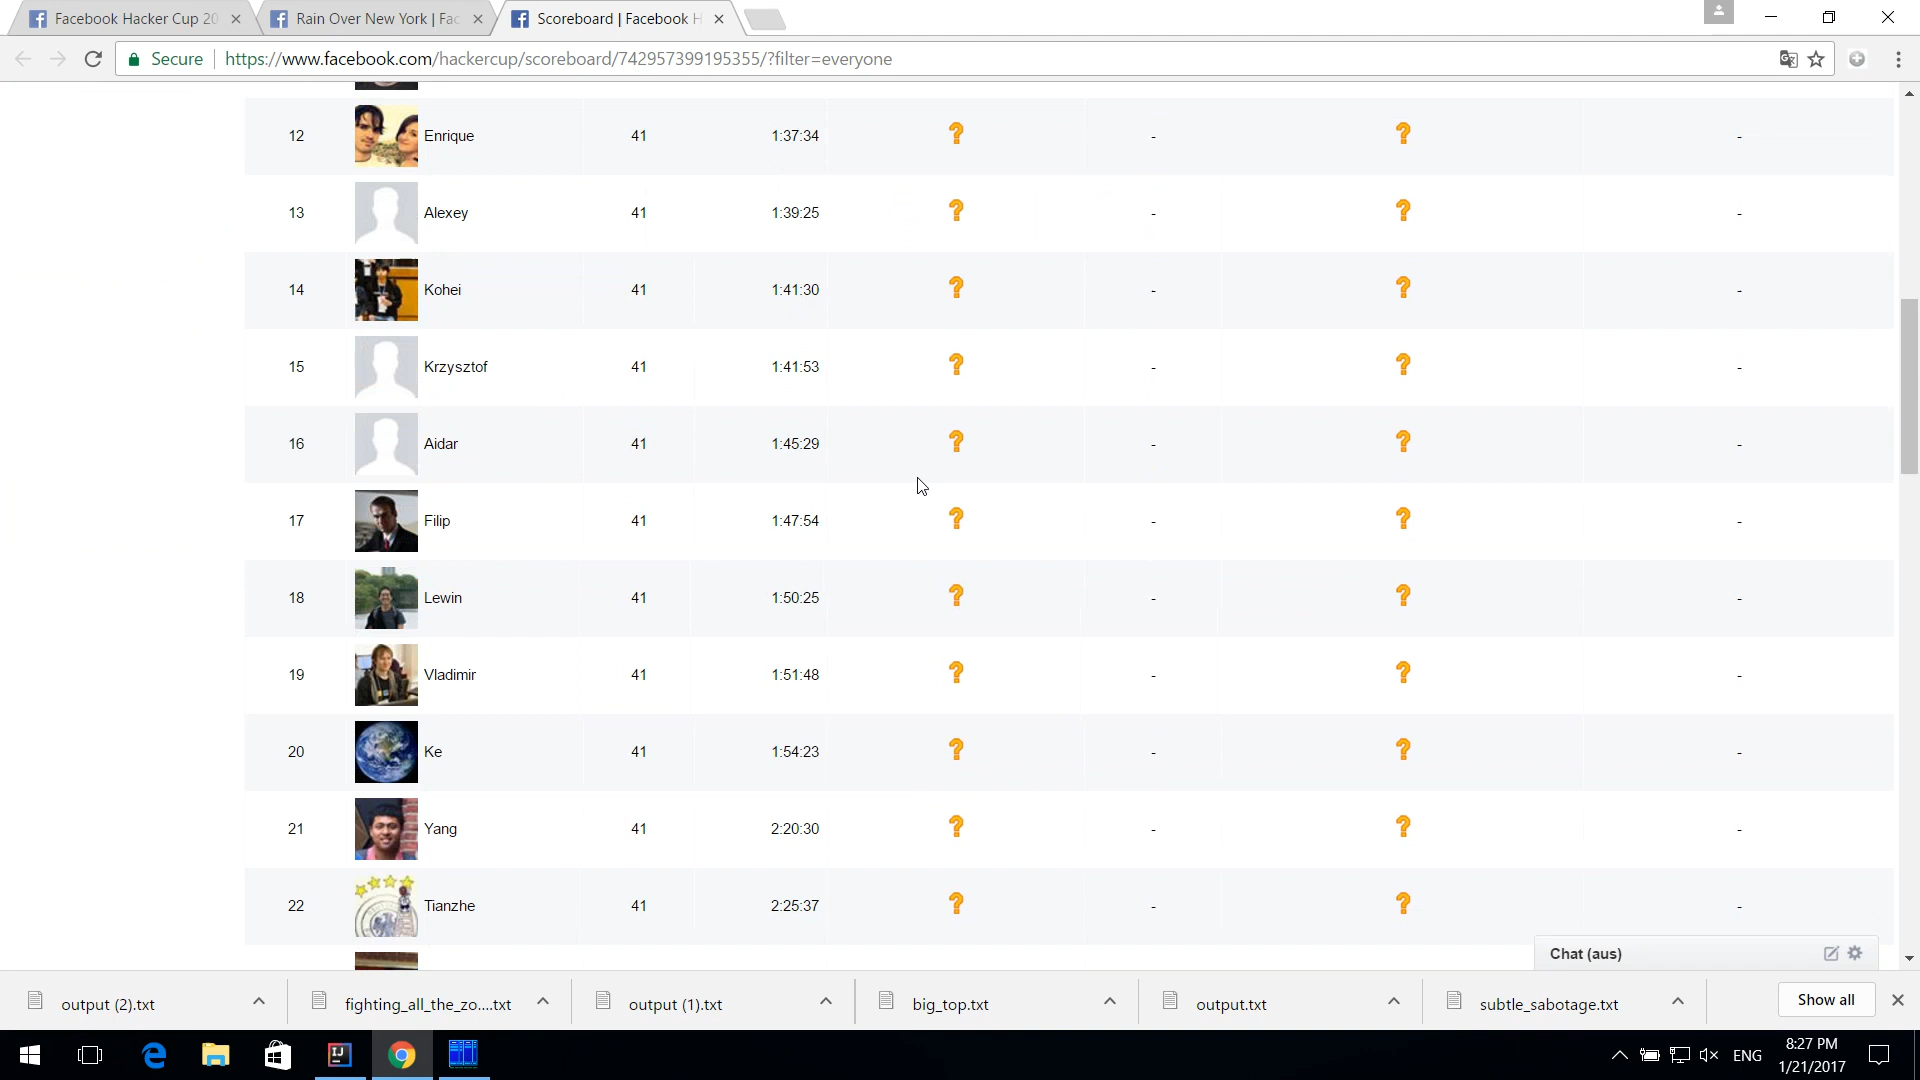 Facebook Hacker Cup 20
Rain Over New York | Fac
Scoreboard | Facebook H
Secure
https://www.facebook.com/hackercup/scoreboard/742957399195355/?filter=everyone
12 Enrique 41 1:37:34 ? - ? -
13 Alexey 41 1:39:25 ? - ? -
14 Kohei 41 1:41:30 ? - ? -
15 Krzysztof 41 1:41:53 ? - ? -
16 Aidar 41 1:45:29 ? - ? -
17 Filip 41 1:47:54 ? - ? -
18 Lewin 41 1:50:25 ? - ? -
19 Vladimir 41 1:51:48 ? - ? -
20 Ke 41 1:54:23 ? - ? -
21 Yang 41 2:20:30 ? - ? -
22 Tianzhe 41 2:25:37 ? - ? -
Chat (aus)
output (2).txt
fighting_all_the_zo....txt
output (1).txt
big_top.txt
output.txt
subtle_sabotage.txt
Show all
IJ
ENG
8:27 PM
1/21/2017